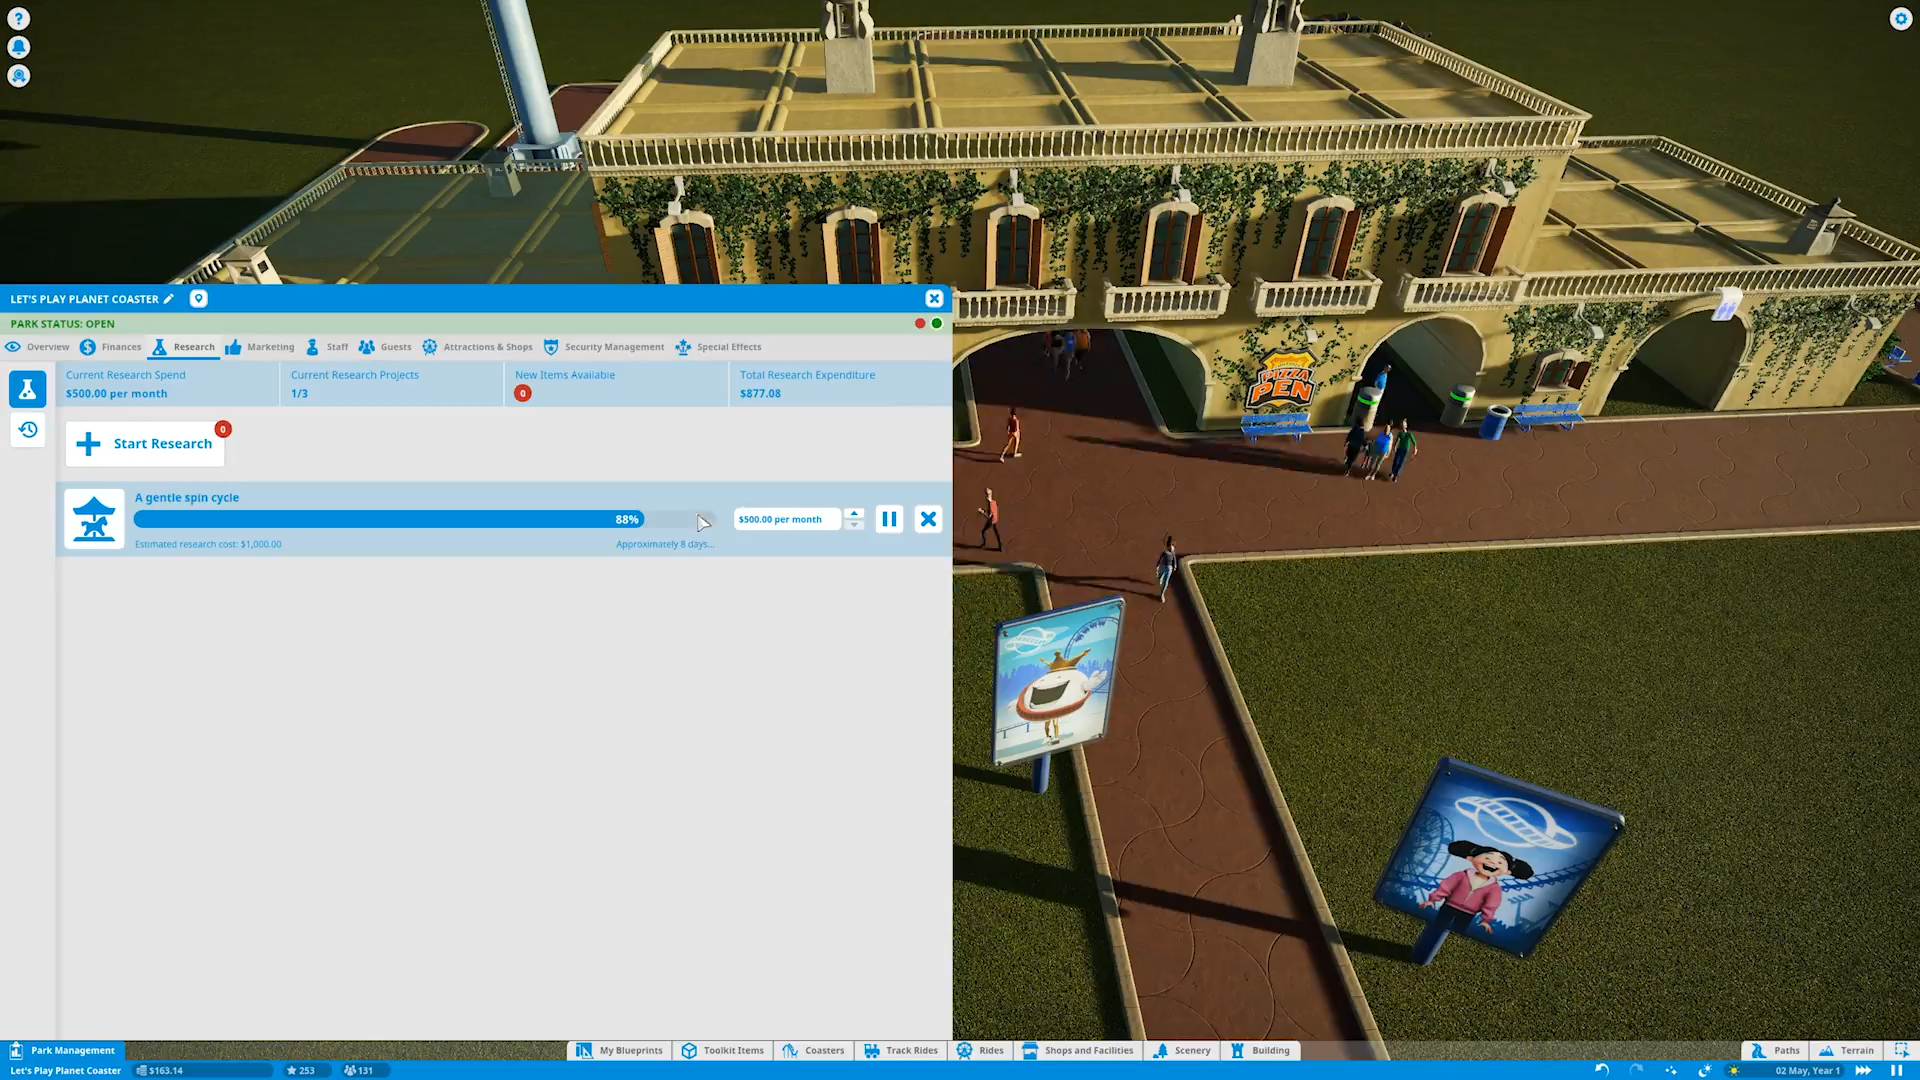 ?
LET'S PLAY PLANET COASTER
PARK STATUS: OPEN
Overview
Finances
Research
Marketing
Staff
Guests
Attractions & Shops
Security Management
Special Effects
Current Research Spend
$500.00 per month
Current Research Projects
1/3
New Items Available
0
Total Research Expenditure
$877.08
Start Research
0
A gentle spin cycle
88%
$500.00 per month
Estimated research cost: $1,000.00
Approximately 8 days...
PIZZA
PEN
Park Management
My Blueprints
Toolkit Items
Coasters
Track Rides
Rides
Shops and Facilities
Scenery
Building
Paths
Terrain
Let's Play Planet Coaster
$163.14
253
131
02 May, Year 1